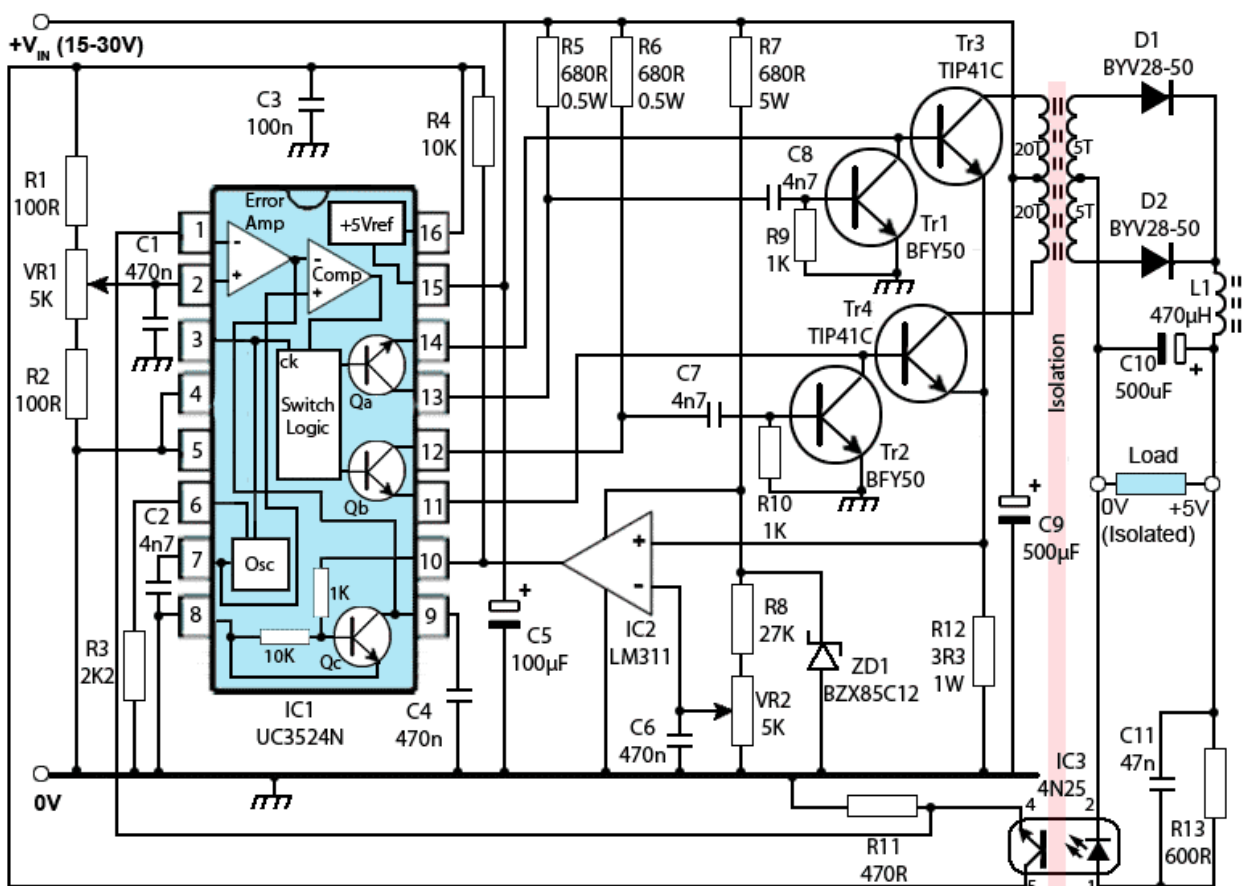 +V_IN (15-30V)
R5
680R
0.5W
R6
680R
0.5W
R7
680R
5W
Tr3
TIP41C
D1
BYV28-50
C3
100n
R4
10K
C8
4n7
20T
5T
R1
100R
Error
Amp
+5Vref
16
R9
1K
Tr1
BFY50
20T
5T
D2
BYV28-50
1
-
+
C1
470n
VR1
5K
2
-
Comp
+
15
Tr4
TIP41C
L1
470µH
3
ck
14
Isolation
C10
500uF
+
R2
100R
4
Switch
Logic
Qa
13
C7
4n7
5
12
Tr2
BFY50
Load
6
Qb
11
R10
1K
+
C9
500µF
0V
+5V
(Isolated)
C2
4n7
7
Osc
10
+
-
1K
R3
2K2
8
10K
Qc
9
+
C5
100µF
IC2
LM311
R8
27K
ZD1
BZX85C12
R12
3R3
1W
IC1
UC3524N
C4
470n
C6
470n
VR2
5K
C11
47n
0V
IC3
4N25
4
2
R13
600R
R11
470R
5
1